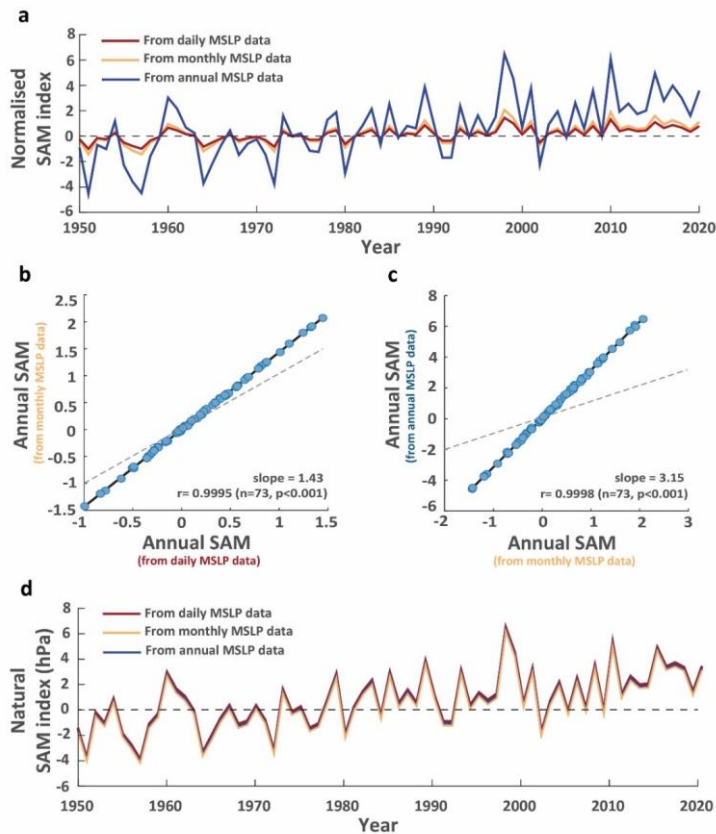 a
From daily MSLP data
From monthly MSLP data
From annual MSLP data
Normalised
SAM index
8
6
4
2
0
-2
-4
-6
1950 1960 1970 1980 1990 2000 2010 2020
Year
b
Annual SAM
(from monthly MSLP data)
2.5
2
1.5
1
0.5
0
-0.5
-1
-1.5
slope = 1.43
r= 0.9995 (n=73, p<0.001)
-1 -0.5 0 0.5 1 1.5
Annual SAM
(from daily MSLP data)
c
Annual SAM
(from annual MSLP data)
8
6
4
2
0
-2
-4
-6
slope = 3.15
r= 0.9998 (n=73, p<0.001)
-2 -1 0 1 2 3
Annual SAM
(from monthly MSLP data)
d
From daily MSLP data
From monthly MSLP data
From annual MSLP data
Natural
SAM index (hPa)
8
6
4
2
0
-2
-4
-6
1950 1960 1970 1980 1990 2000 2010 2020
Year